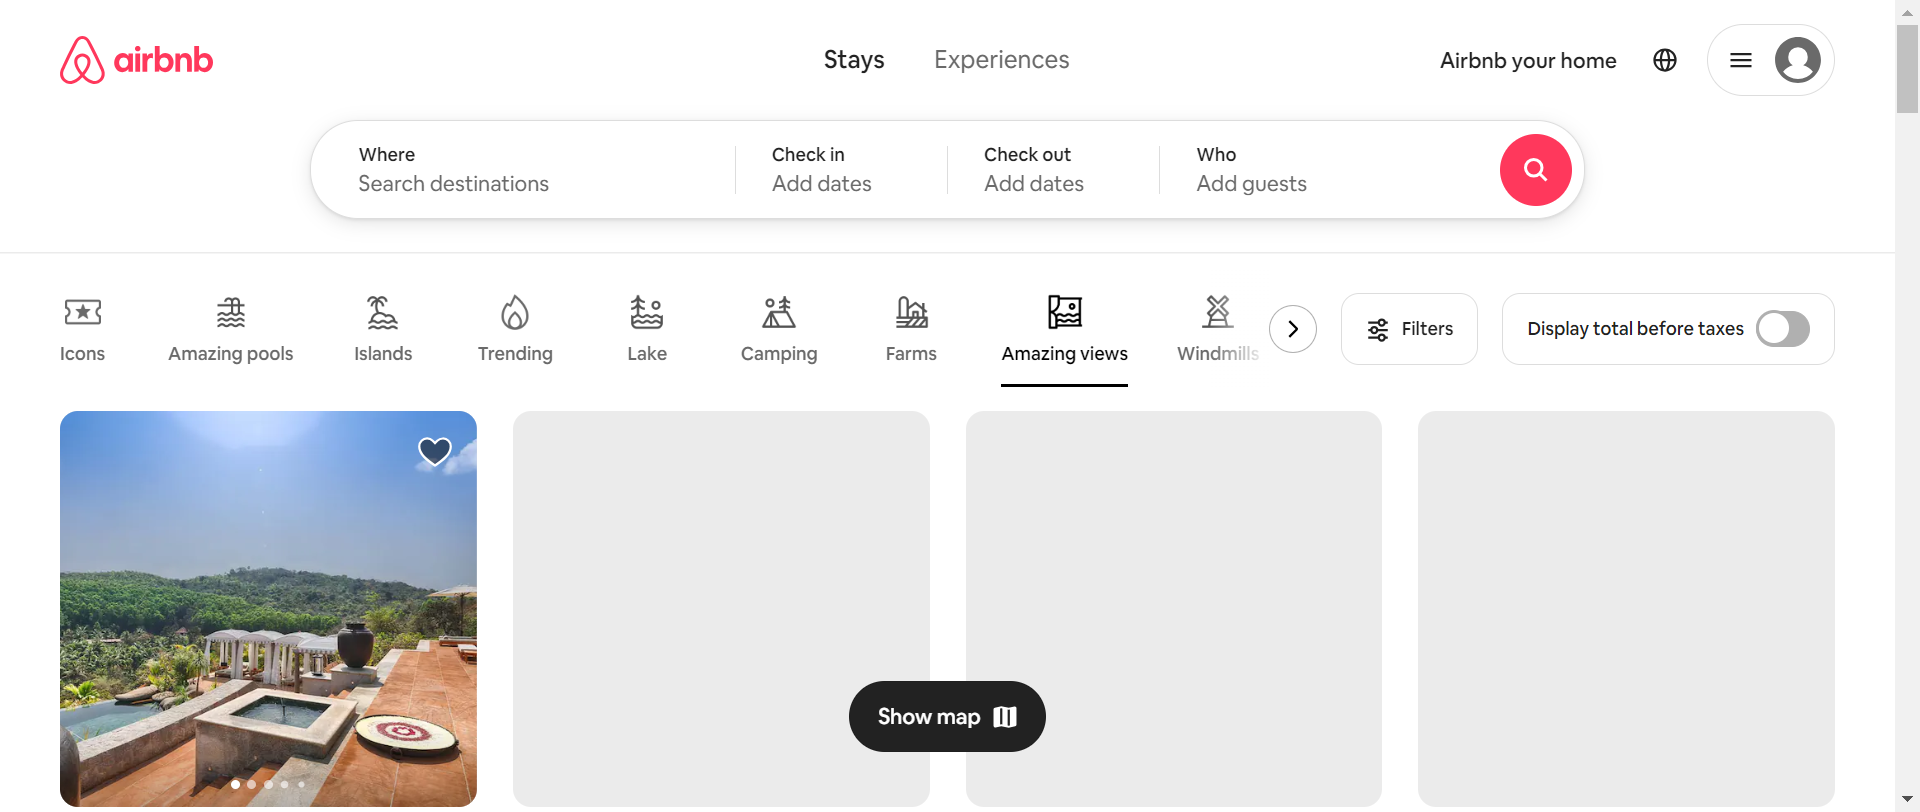 airbnb
Stays
Experiences
Airbnb your home
Where
Search destinations
Check in
Add dates
Check out
Add dates
Who
Add guests
Icons
Amazing pools
Islands
Trending
Lake
Camping
Farms
Amazing views
Windmills
Filters
Display total before taxes
Show map